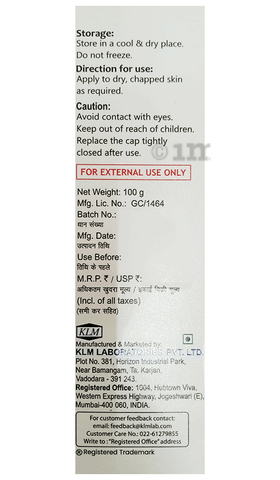 Storage:
Store in a cool & dry place.
Do not freeze.
Direction for use:
Apply to dry, chapped skin
as required.
Caution:
Avoid contact with eyes.
Keep out of reach of children.
Replace the cap tightly
closed after use.
FOR EXTERNAL USE ONLY
Net Weight: 100 g
Mfg. Lic. No.: GC/1464
Batch No.:
घान संख्या
Mfg. Date:
उत्पादन तिथि
Use Before:
तिथि के पहले
M.R.P. ₹ / USP ₹:
अधिकतम खुदरा मूल्य / इकाई बिक्री मूल्य
(Incl. of all taxes)
(सभी कर सहित)
KLM
Manufactured & Marketed by:
KLM LABORATORIES PVT. LTD.
Plot No. 381, Horizon Industrial Park,
Near Bamangam, Ta. Karjan,
Vadodara - 391 243.
Registered Office: 1004, Hubtown Viva,
Western Express Highway, Jogeshwari (E),
Mumbai-400 060, INDIA.
For customer feedback contact:
email: feedback@klmlab.com
Customer Care No.: 022-61279855
Write to: "Registered Office" address
® Registered Trademark